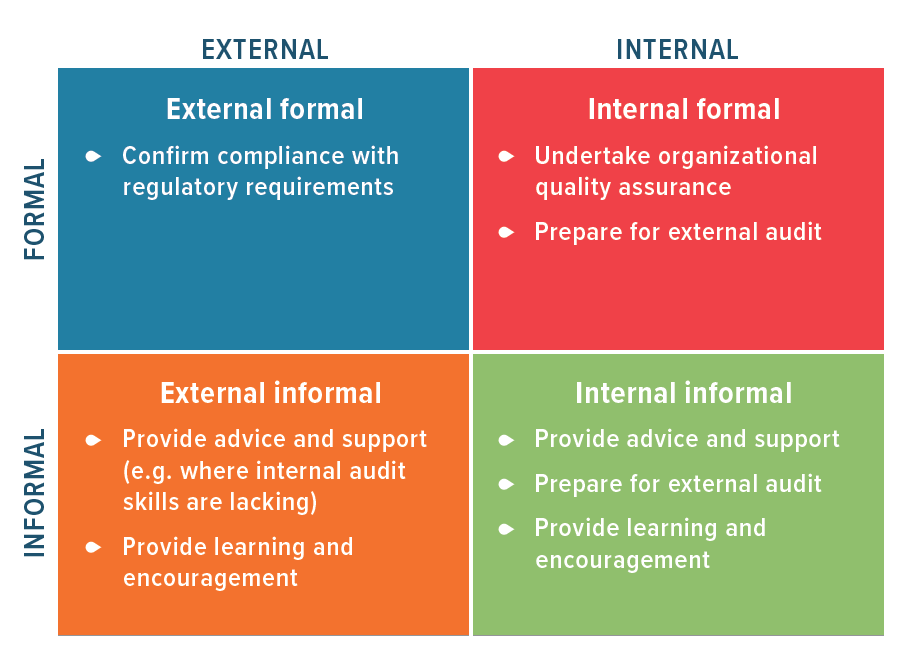 EXTERNAL
INTERNAL
FORMAL
External formal
Confirm compliance with
regulatory requirements
Internal formal
Undertake organizational
quality assurance
Prepare for external audit
INFORMAL
External informal
Provide advice and support
(e.g. where internal audit
skills are lacking)
Provide learning and
encouragement
Internal informal
Provide advice and support
Prepare for external audit
Provide learning and
encouragement